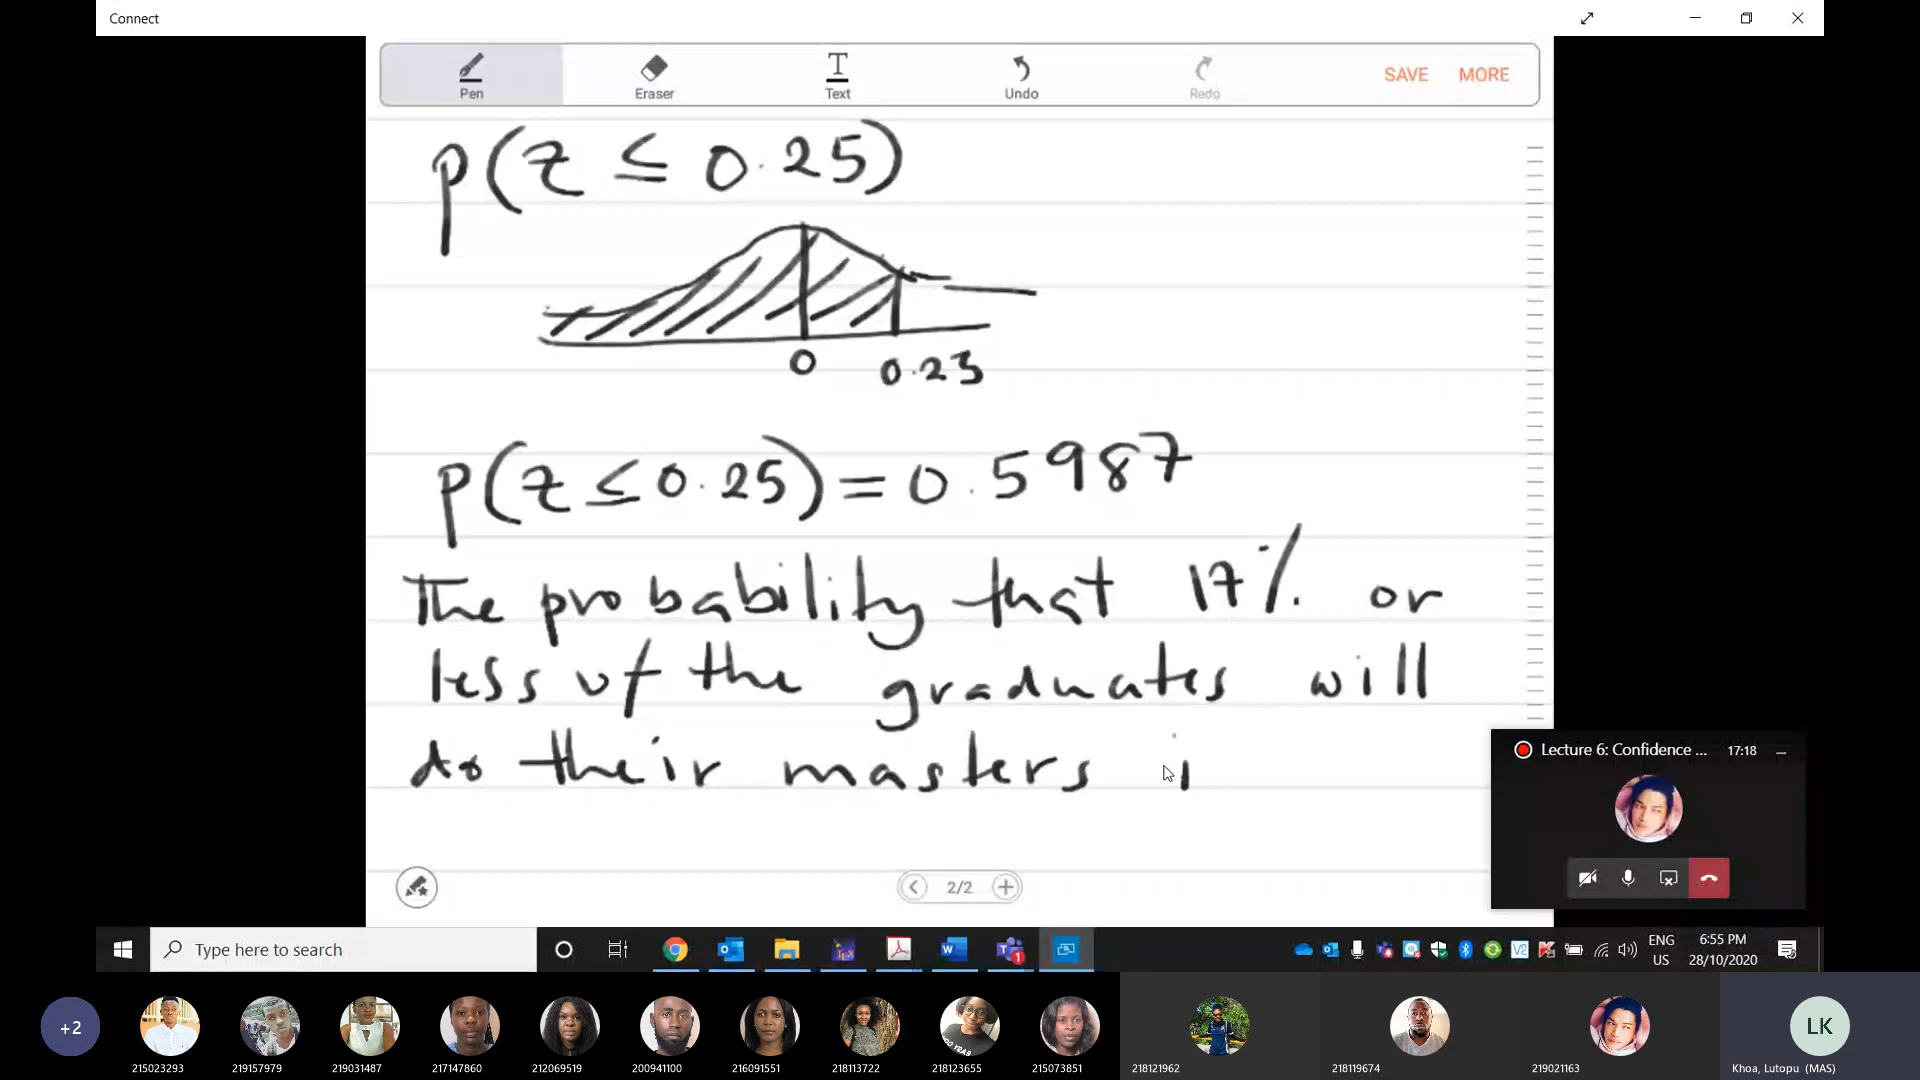 Connect
Pen
Eraser
Text
Undo
Redo
SAVE
MORE
p(z ≤ 0.25)
0
0.25
p(z ≤ 0.25) = 0.5987
The probability that 17% or
less of the graduates will
do their masters i
2/2
Lecture 6: Confidence ...
17:18
Type here to search
1
ENG
US
6:55 PM
28/10/2020
+2
215023293
219157979
219031487
217147860
212069519
200941100
216091551
218113722
218123655
215073851
218121962
218119674
219021163
LK
Khoa, Lutopu (MAS)